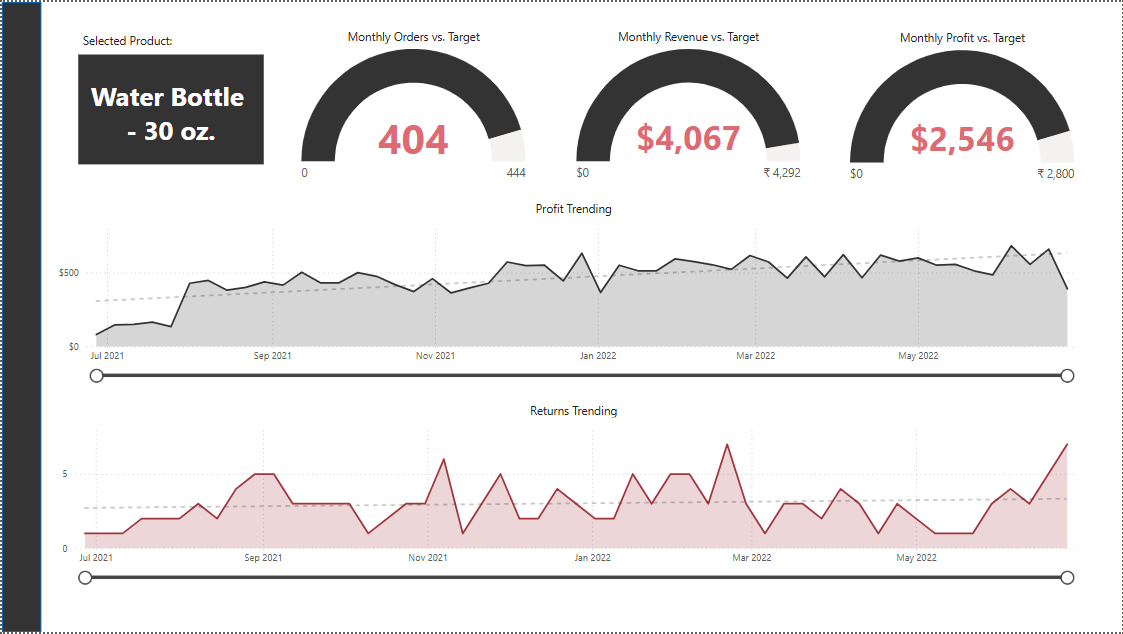 Selected Product:
Water Bottle
- 30 oz.
Monthly Orders vs. Target
404
0
444
Monthly Revenue vs. Target
$4,067
$0
₹ 4,292
Monthly Profit vs. Target
$2,546
$0
₹ 2,800
Profit Trending
$500
$0
Jul 2021
Sep 2021
Nov 2021
Jan 2022
Mar 2022
May 2022
Returns Trending
5
0
Jul 2021
Sep 2021
Nov 2021
Jan 2022
Mar 2022
May 2022